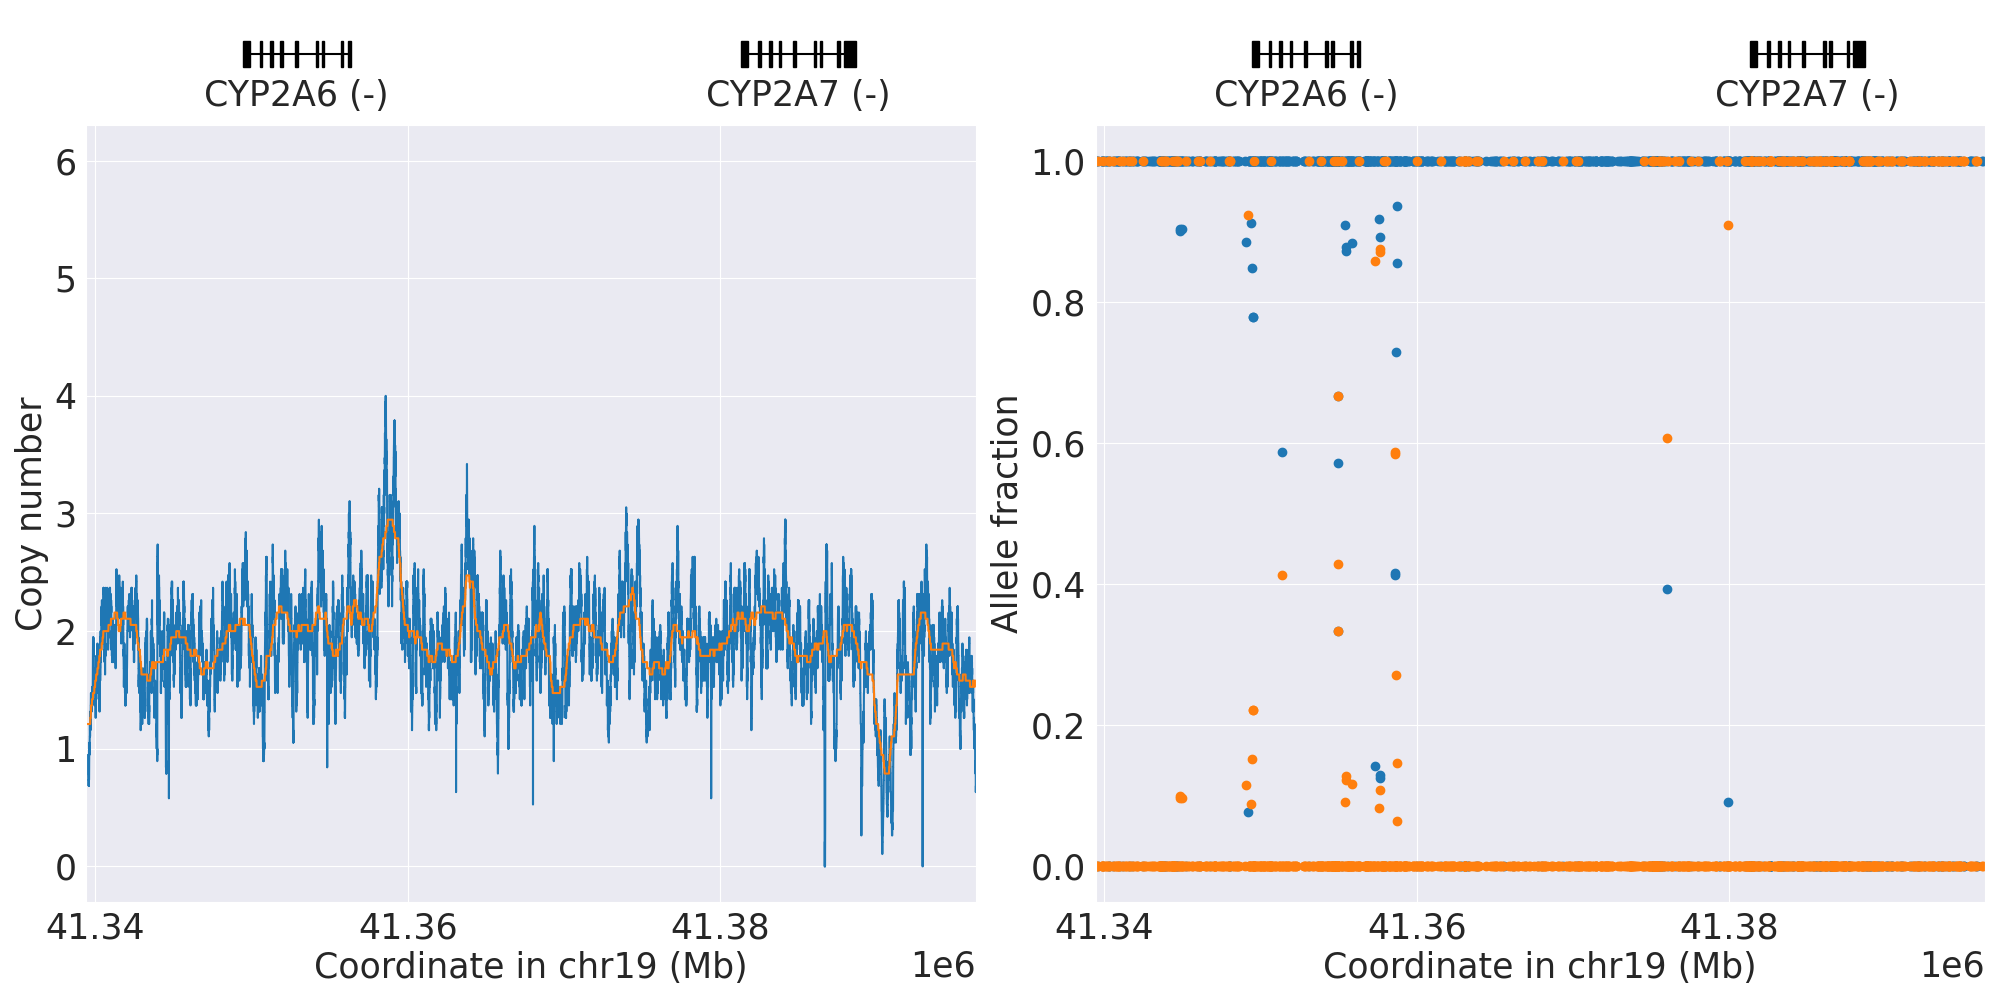 CYP2A6 (-)
CYP2A7 (-)
6
5
4
3
2
1
0
Copy number
41.34
41.36
41.38
Coordinate in chr19 (Mb)
1e6
CYP2A6 (-)
CYP2A7 (-)
1.0
0.8
0.6
0.4
0.2
0.0
Allele fraction
41.34
41.36
41.38
Coordinate in chr19 (Mb)
1e6